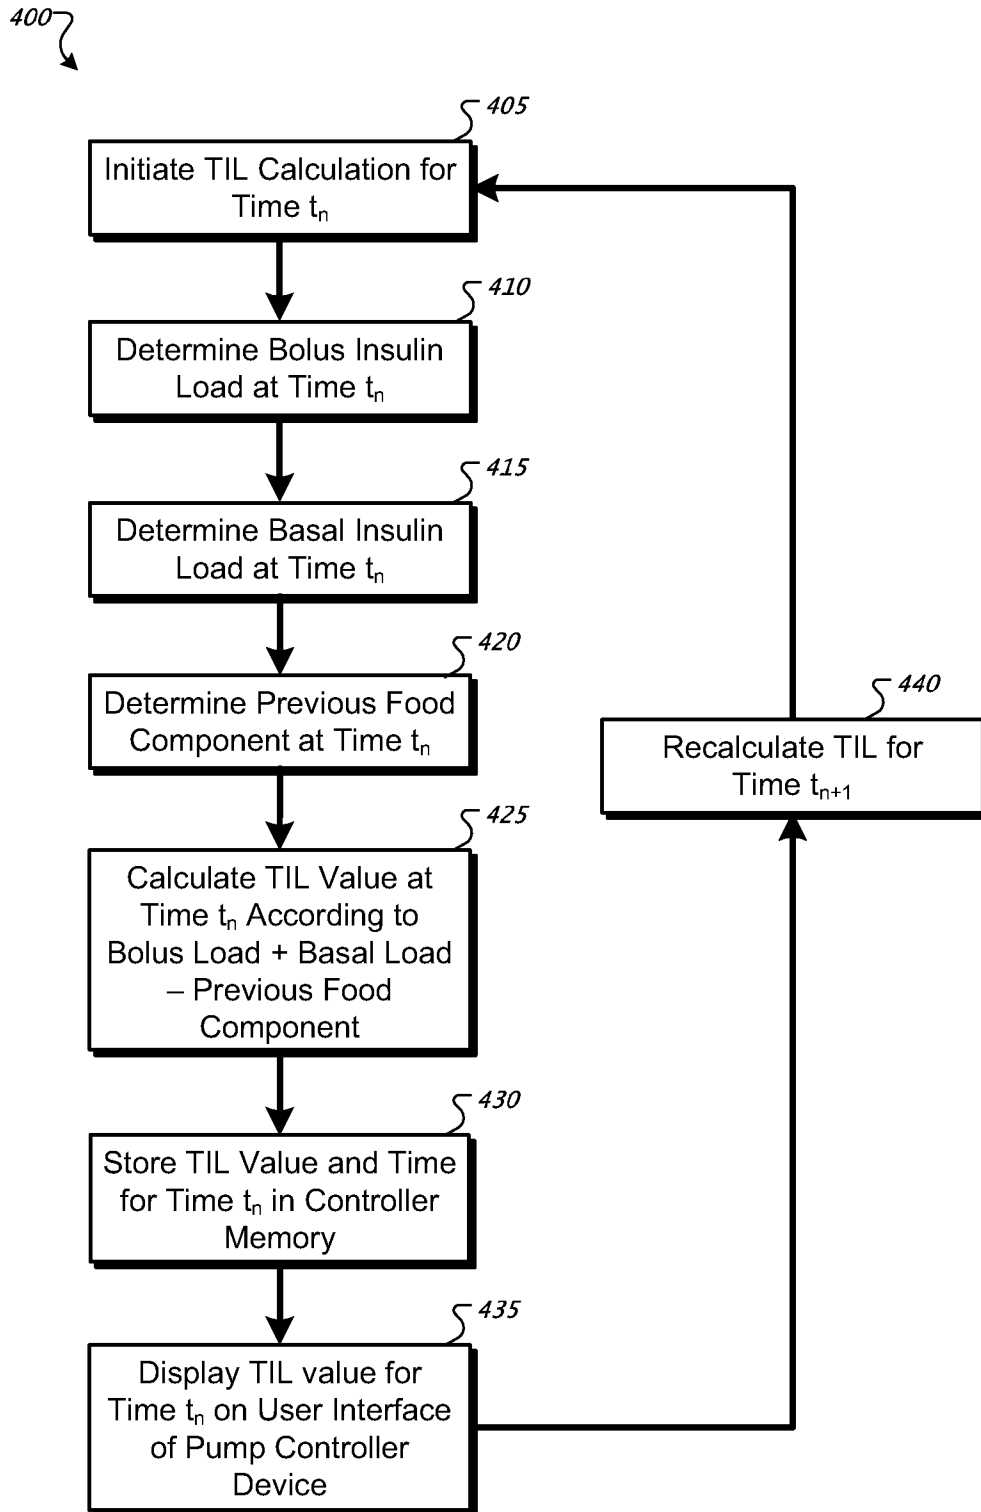 400
405
Initiate TIL Calculation for
Time tn
410
Determine Bolus Insulin
Load at Time tn
415
Determine Basal Insulin
Load at Time tn
420
Determine Previous Food
Component at Time tn
440
Recalculate TIL for
Time tn+1
425
Calculate TIL Value at
Time tn According to
Bolus Load + Basal Load
– Previous Food
Component
430
Store TIL Value and Time
for Time tn in Controller
Memory
435
Display TIL value for
Time tn on User Interface
of Pump Controller
Device